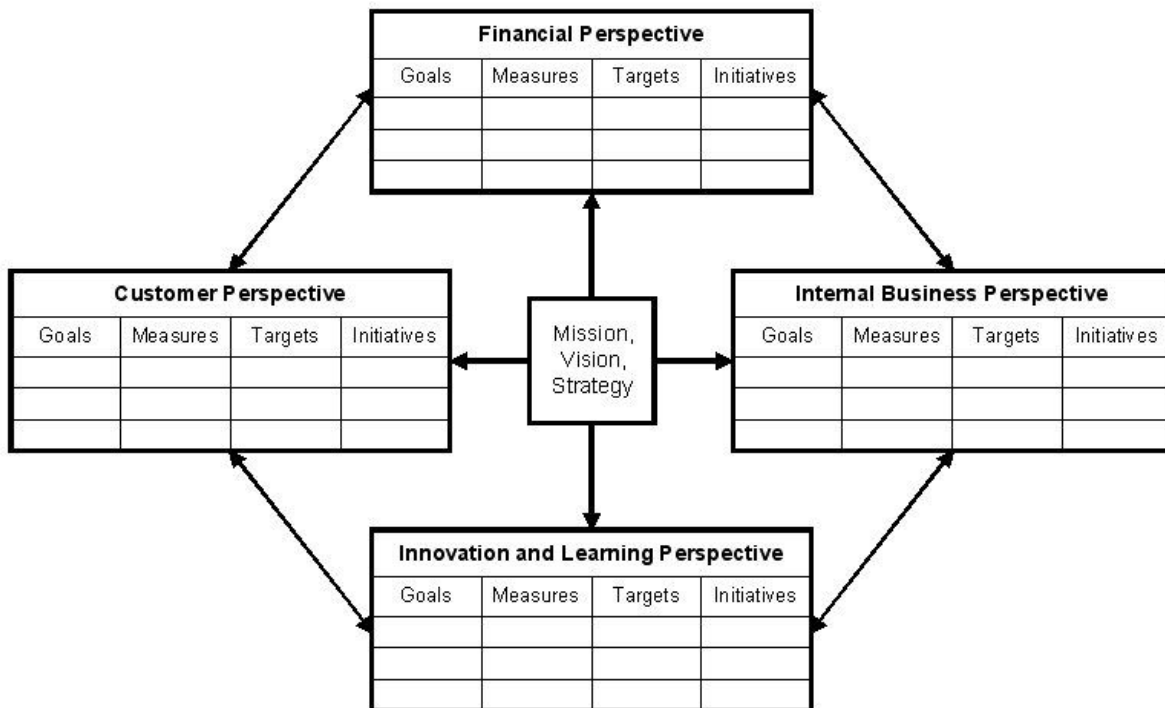 Financial Perspective
Goals Measures Targets Initiatives
Customer Perspective
Goals Measures Targets Initiatives
Mission,
Vision,
Strategy
Internal Business Perspective
Goals Measures Targets Initiatives
Innovation and Learning Perspective
Goals Measures Targets Initiatives